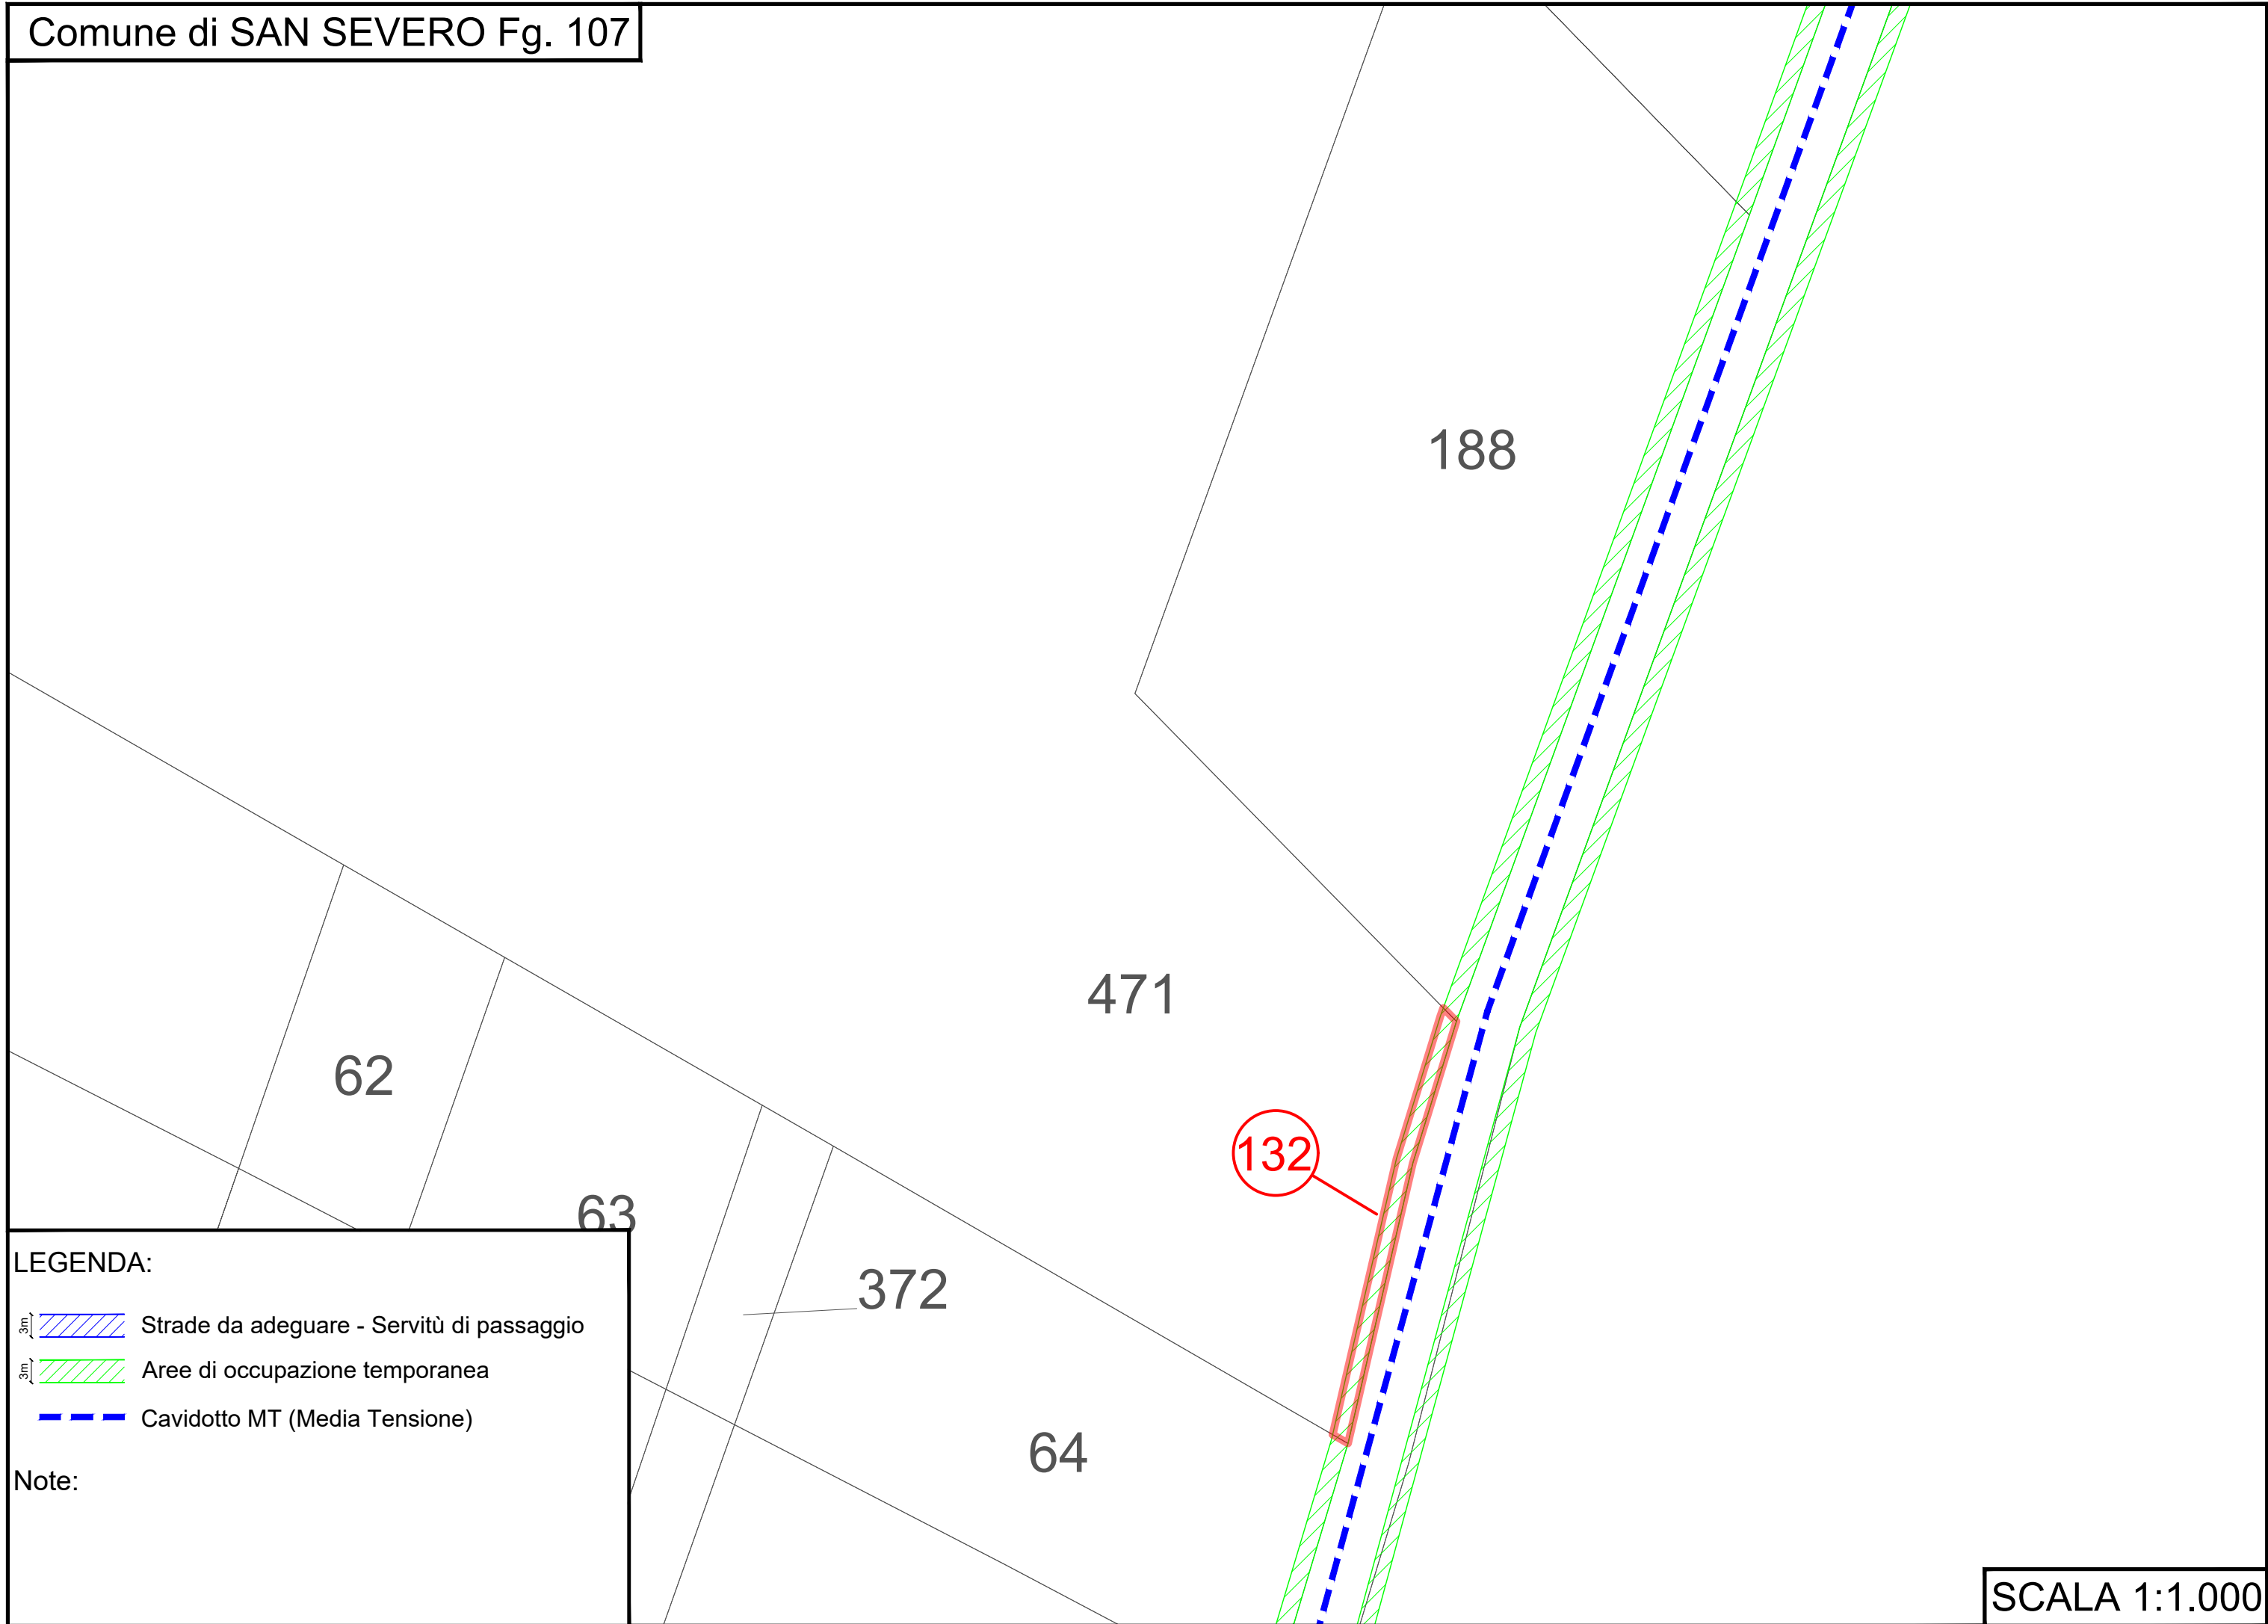 Comune di SAN SEVERO Fg. 107
188
471
62
132
63
372
64
LEGENDA:
3m Strade da adeguare - Servitù di passaggio
3m Aree di occupazione temporanea
Cavidotto MT (Media Tensione)
Note:
SCALA 1:1.000